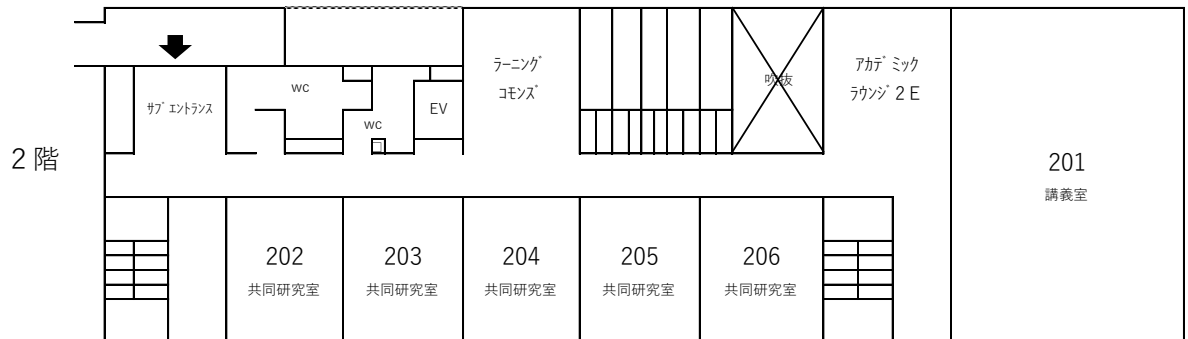 ２階
ｻﾌﾞｴﾝﾄﾗﾝｽ
WC
WC
EV
ﾗｰﾆﾝｸﾞ
ｺﾓﾝｽﾞ
吹抜
ｱｶﾃﾞﾐｯｸ
ﾗｳﾝｼﾞ２Ｅ
201
講義室
202
共同研究室
203
共同研究室
204
共同研究室
205
共同研究室
206
共同研究室